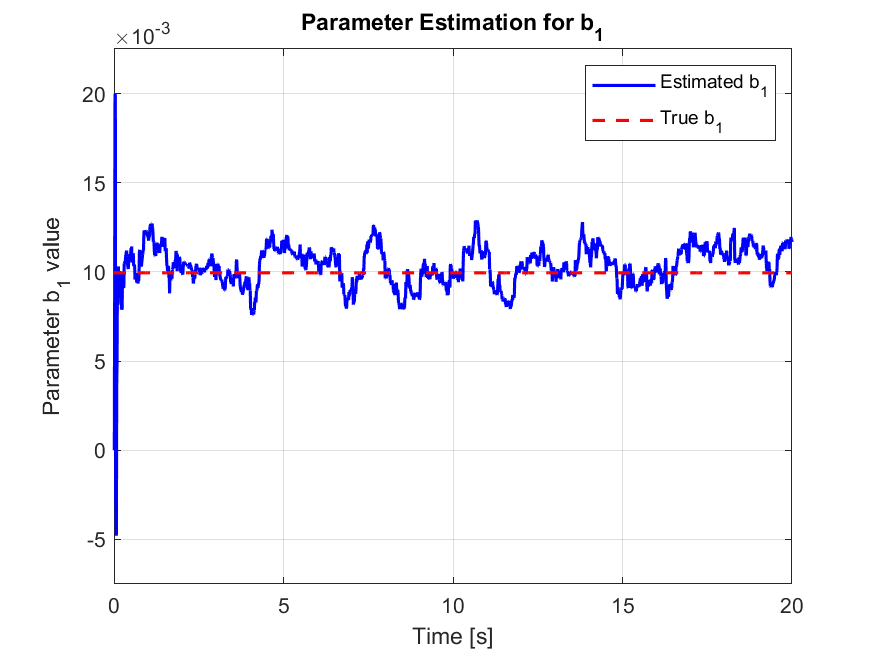 Parameter Estimation for b1
×10-3
Estimated b1
True b1
20
15
10
5
0
-5
Parameter b1 value
0 5 10 15 20
Time [s]